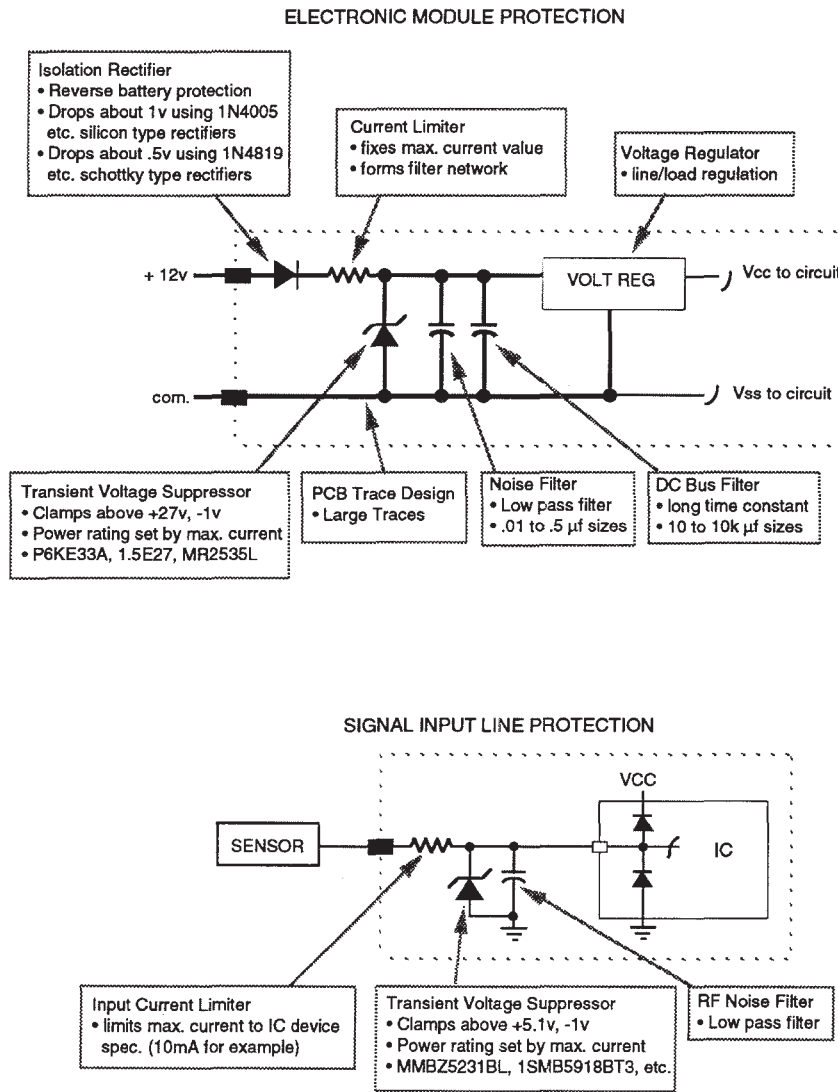 ELECTRONIC MODULE PROTECTION
Isolation Rectifier
• Reverse battery protection
• Drops about 1v using 1N4005
etc. silicon type rectifiers
• Drops about .5v using 1N4819
etc. schottky type rectifiers
Current Limiter
• fixes max. current value
• forms filter network
Voltage Regulator
• line/load regulation
+ 12v
VOLT REG
Vcc to circuit
com.
Vss to circuit
Transient Voltage Suppressor
• Clamps above +27v, -1v
• Power rating set by max. current
• P6KE33A, 1.5E27, MR2535L
PCB Trace Design
• Large Traces
Noise Filter
• Low pass filter
• .01 to .5 µf sizes
DC Bus Filter
• long time constant
• 10 to 10k µf sizes
SIGNAL INPUT LINE PROTECTION
VCC
SENSOR
IC
Input Current Limiter
• limits max. current to IC device
spec. (10mA for example)
Transient Voltage Suppressor
• Clamps above +5.1v, -1v
• Power rating set by max. current
• MMBZ5231BL, 1SMB5918BT3, etc.
RF Noise Filter
• Low pass filter